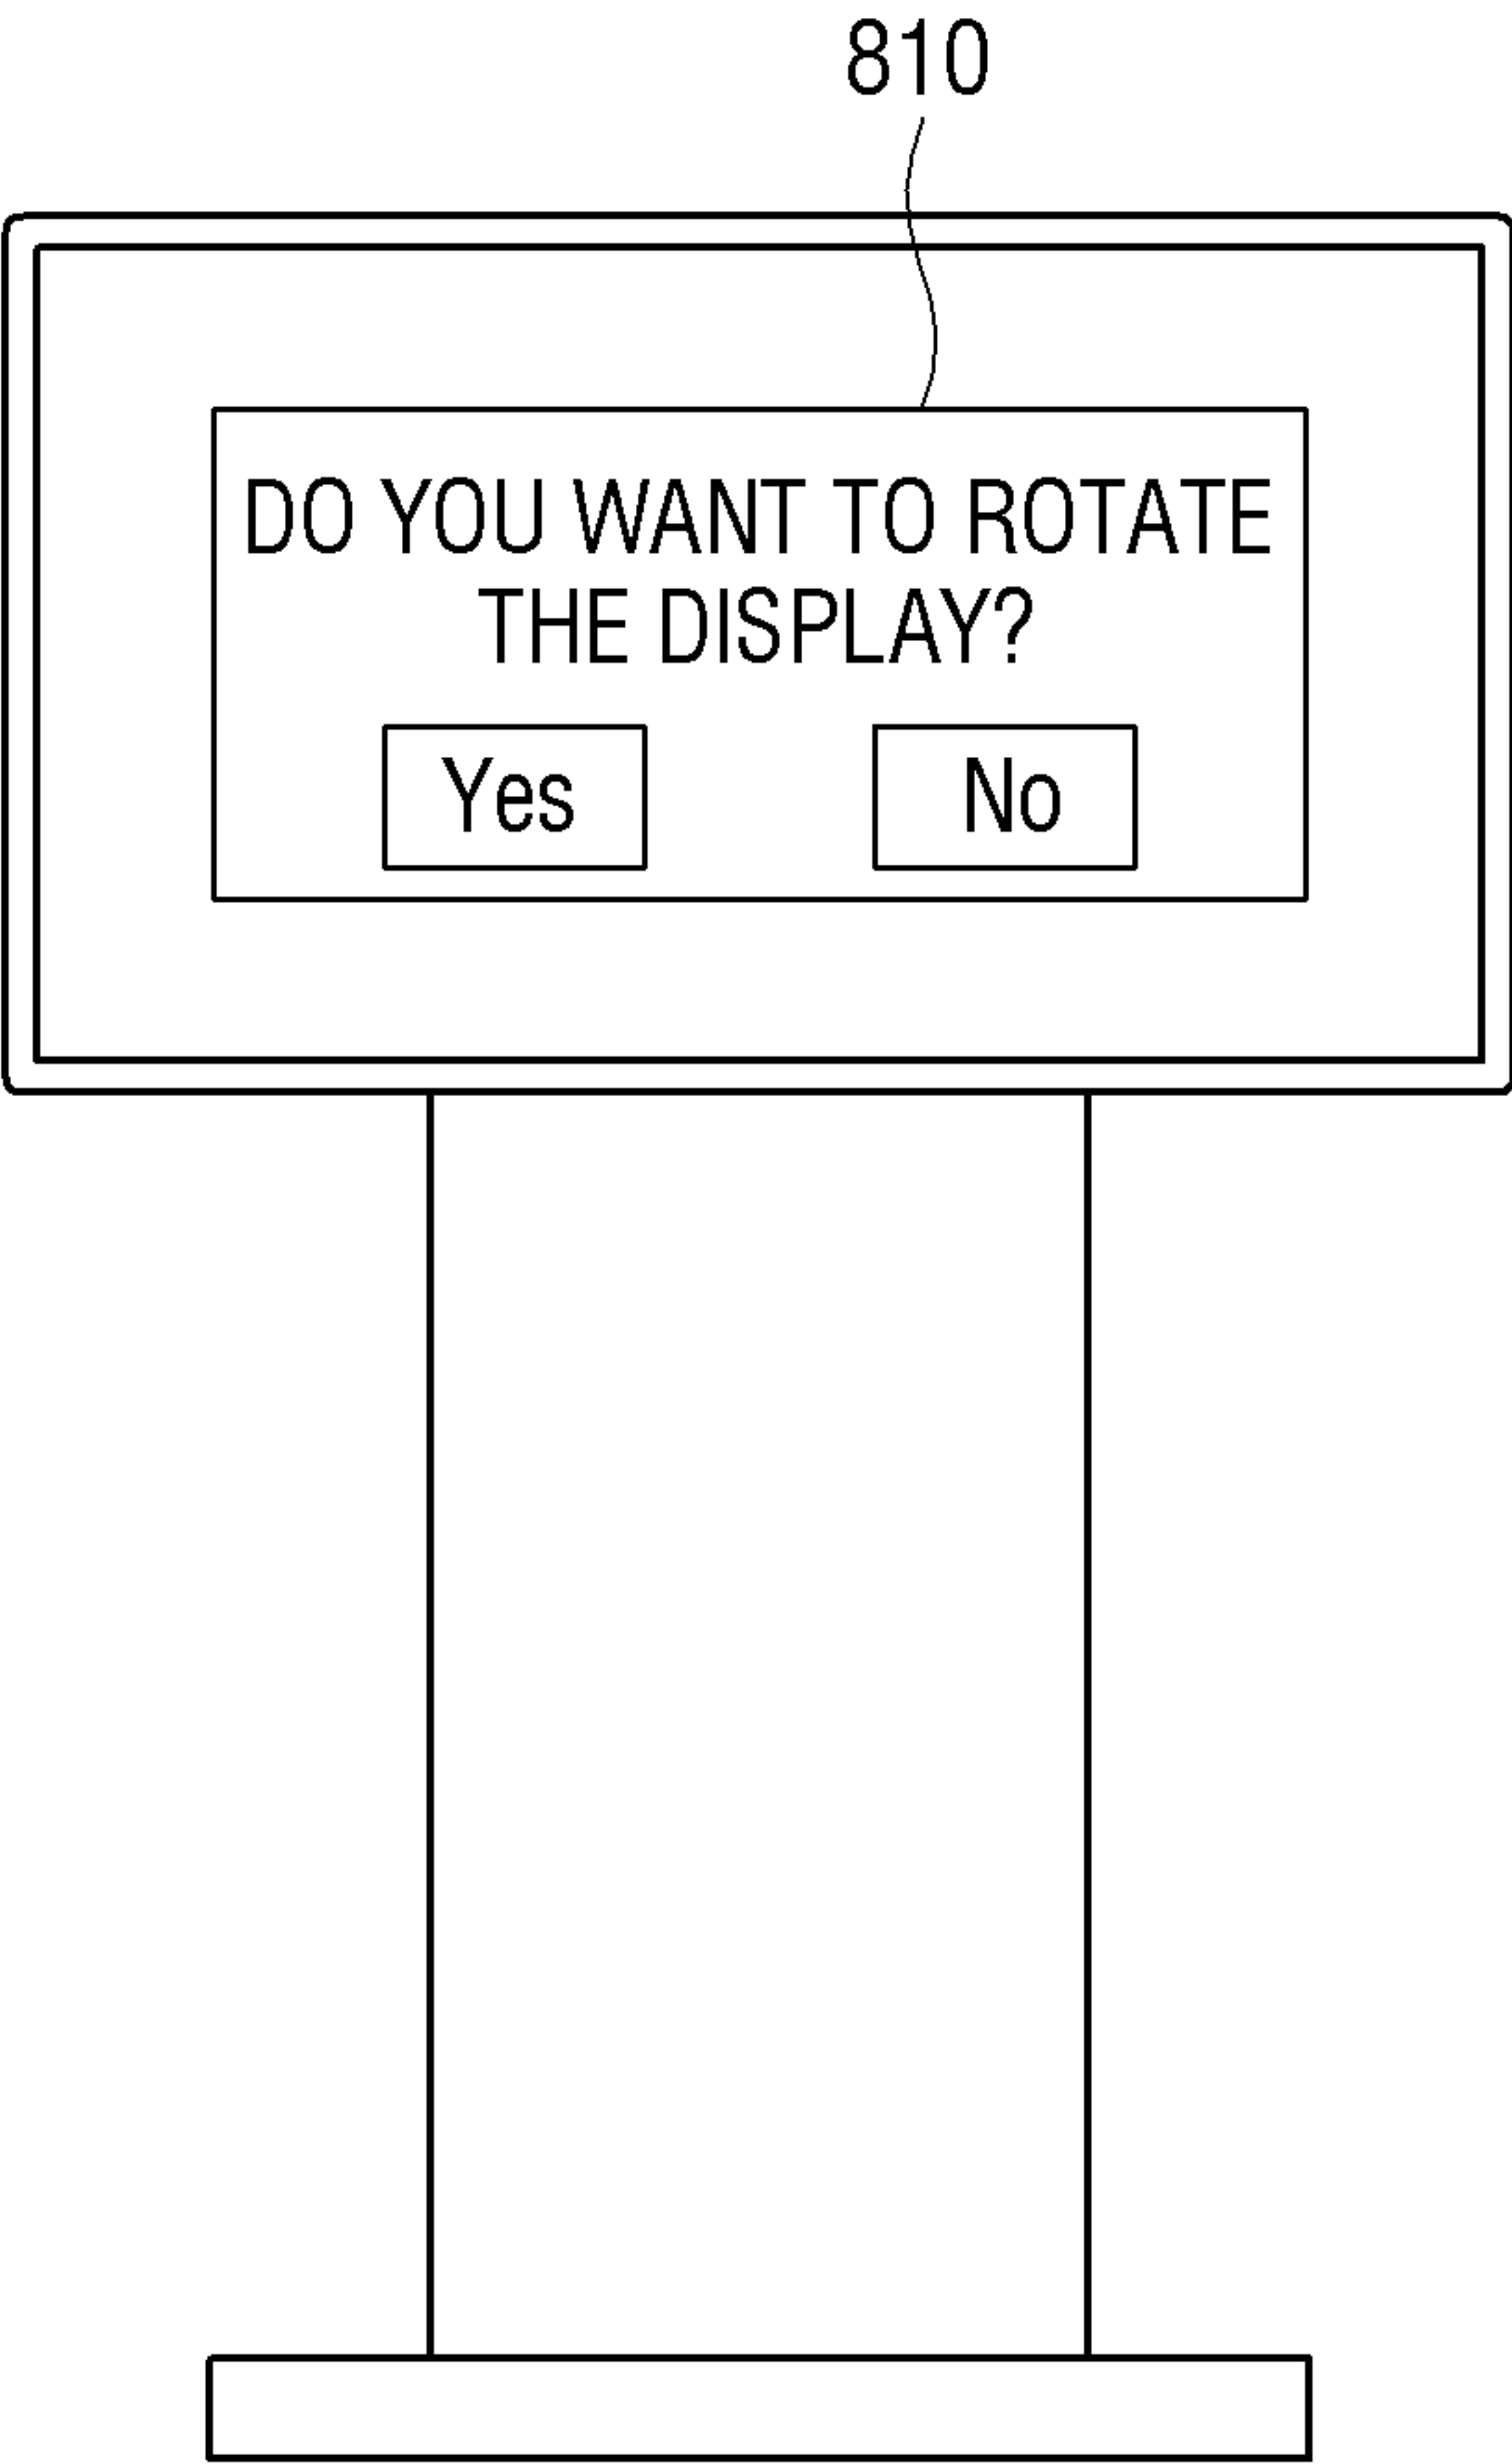 810
DO YOU WANT TO ROTATE
THE DISPLAY?
Yes No